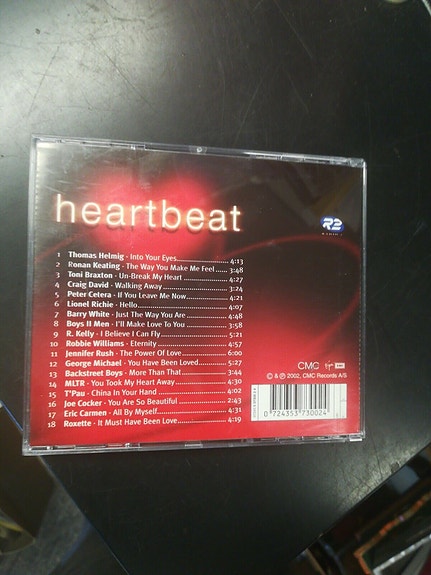 heartbeat
R2
1 Thomas Helmig - Into Your Eyes 4:13
2 Ronan Keating - The Way You Make Me Feel 3:48
3 Toni Braxton - Un-Break My Heart 4:27
4 Craig David - Walking Away 3:24
5 Peter Cetera - If You Leave Me Now 4:21
6 Lionel Richie - Hello 4:07
7 Barry White - Just The Way You Are 4:48
8 Boys II Men - I'll Make Love To You 3:58
9 R. Kelly - I Believe I Can Fly 5:21
10 Robbie Williams - Eternity 4:57
11 Jennifer Rush - The Power Of Love 6:00
12 George Michael - You Have Been Loved 5:27
13 Backstreet Boys - More Than That 3:44
14 MLTR - You Took My Heart Away 4:30
15 T'Pau - China In Your Hand 4:02
16 Joe Cocker - You Are So Beautiful 2:43
17 Eric Carmen - All By Myself 4:31
18 Roxette - It Must Have Been Love 4:19
CMC Virgin EMI
© & ℗ 2002, CMC Records A/S
0 724353 730024